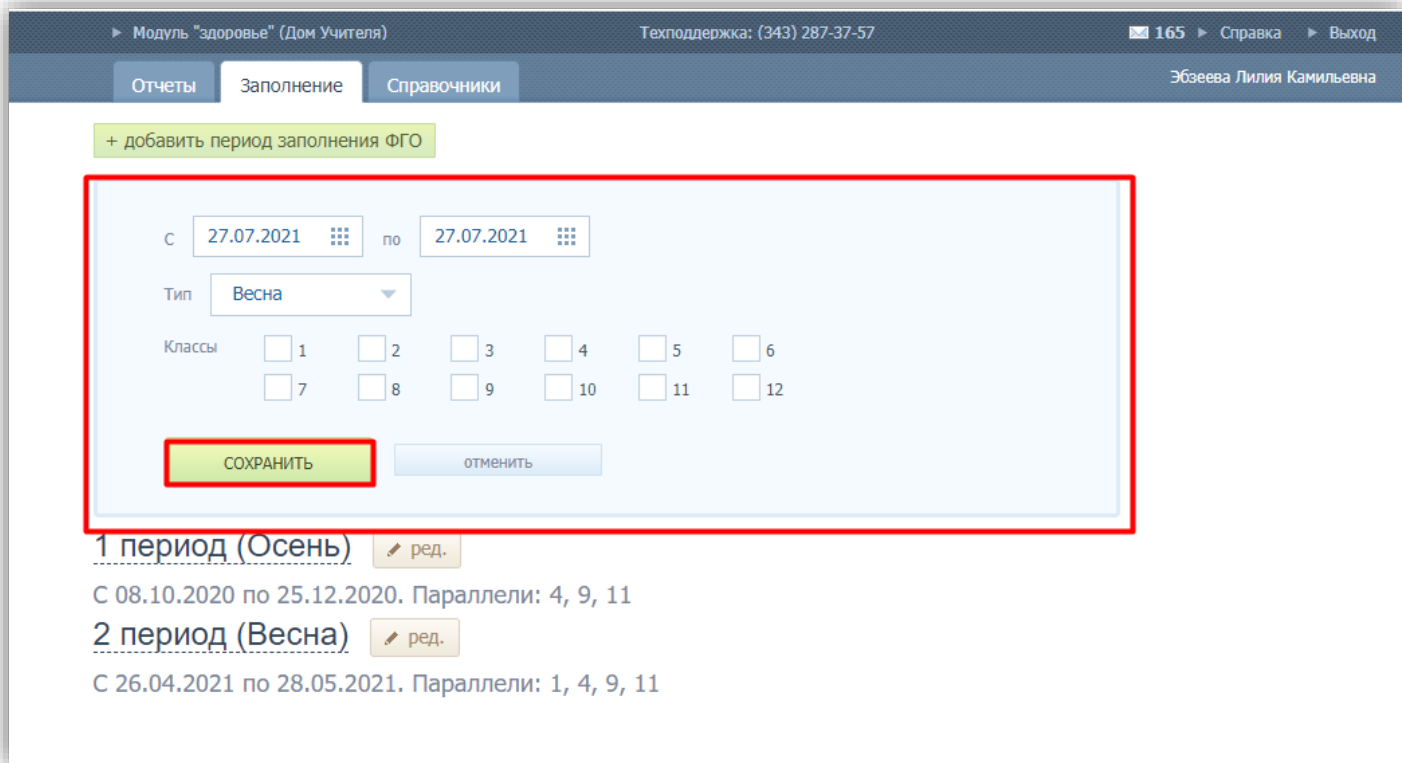 Модуль "здоровье" (Дом Учителя) Техподдержка: (343) 287-37-57 165 Справка Выход
Отчеты Заполнение Справочники Эбзеева Лилия Камильевна
+ добавить период заполнения ФГО
С 27.07.2021 по 27.07.2021
Тип Весна
Классы 1 2 3 4 5 6
7 8 9 10 11 12
СОХРАНИТЬ отменить
1 период (Осень) ред.
С 08.10.2020 по 25.12.2020. Параллели: 4, 9, 11
2 период (Весна) ред.
С 26.04.2021 по 28.05.2021. Параллели: 1, 4, 9, 11